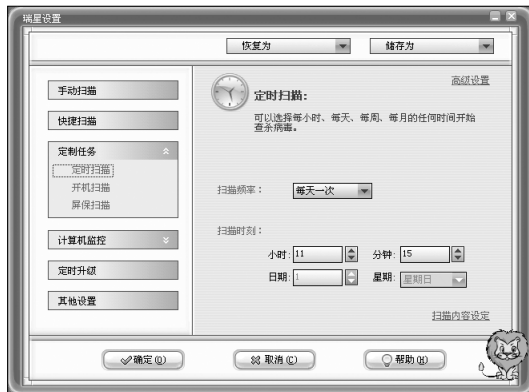 瑞星设置
恢复为
储存为
手动扫描
快捷扫描
定制任务
定时扫描
开机扫描
屏保扫描
计算机监控
定时升级
其他设置
高级设置
定时扫描:
可以选择每小时、每天、每周、每月的任何时间开始
查杀病毒。
扫描频率: 每天一次
扫描时刻:
小时: 11 分钟: 15
日期: 1 星期: 星期日
扫描内容设定
确定(O) 取消(C) 帮助(H)